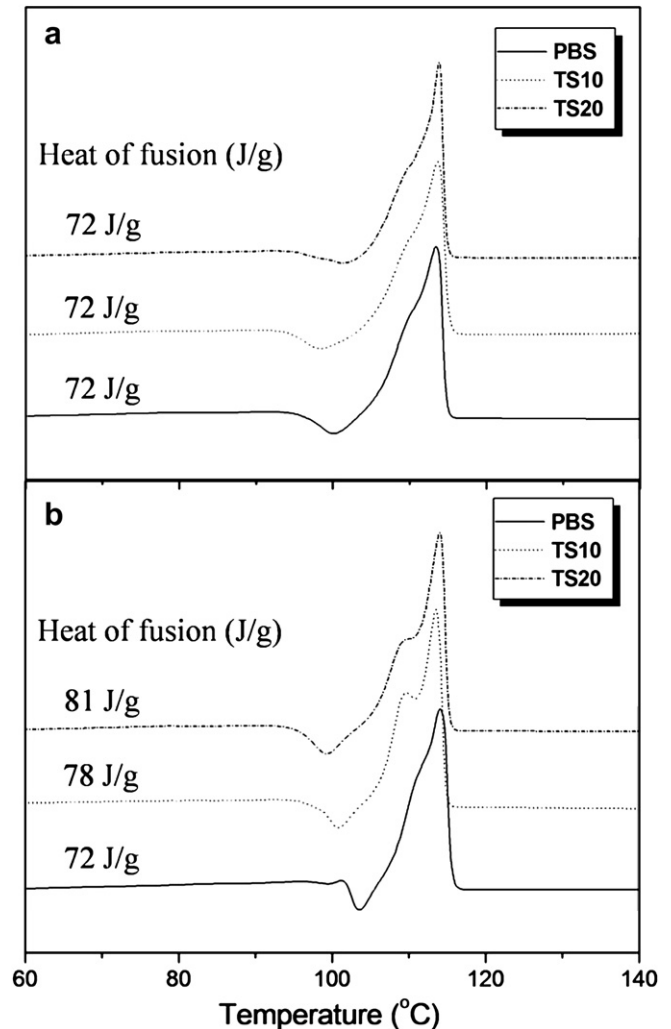 a
PBS
TS10
TS20
Heat of fusion (J/g)
72 J/g
72 J/g
72 J/g
b
PBS
TS10
TS20
Heat of fusion (J/g)
81 J/g
78 J/g
72 J/g
60 80 100 120 140
Temperature (°C)